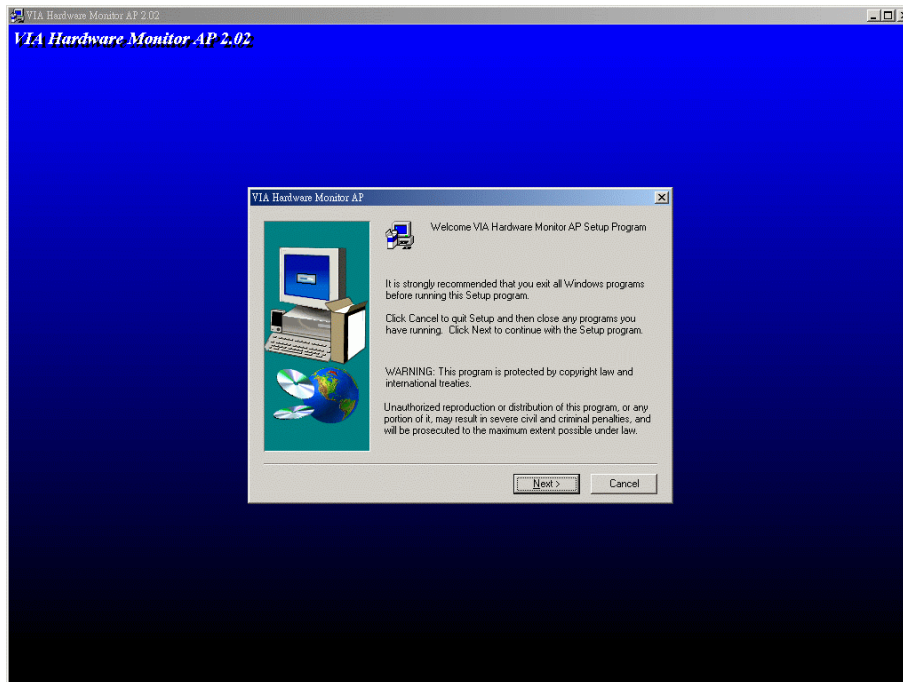 VIA Hardware Monitor AP 2.02
VIA Hardware Monitor AP 2.02
VIA Hardware Monitor AP
Welcome VIA Hardware Monitor AP Setup Program
It is strongly recommended that you exit all Windows programs
before running this Setup program.
Click Cancel to quit Setup and then close any programs you
have running. Click Next to continue with the Setup program.
WARNING: This program is protected by copyright law and
international treaties.
Unauthorized reproduction or distribution of this program, or any
portion of it, may result in severe civil and criminal penalties, and
will be prosecuted to the maximum extent possible under law.
Next > Cancel